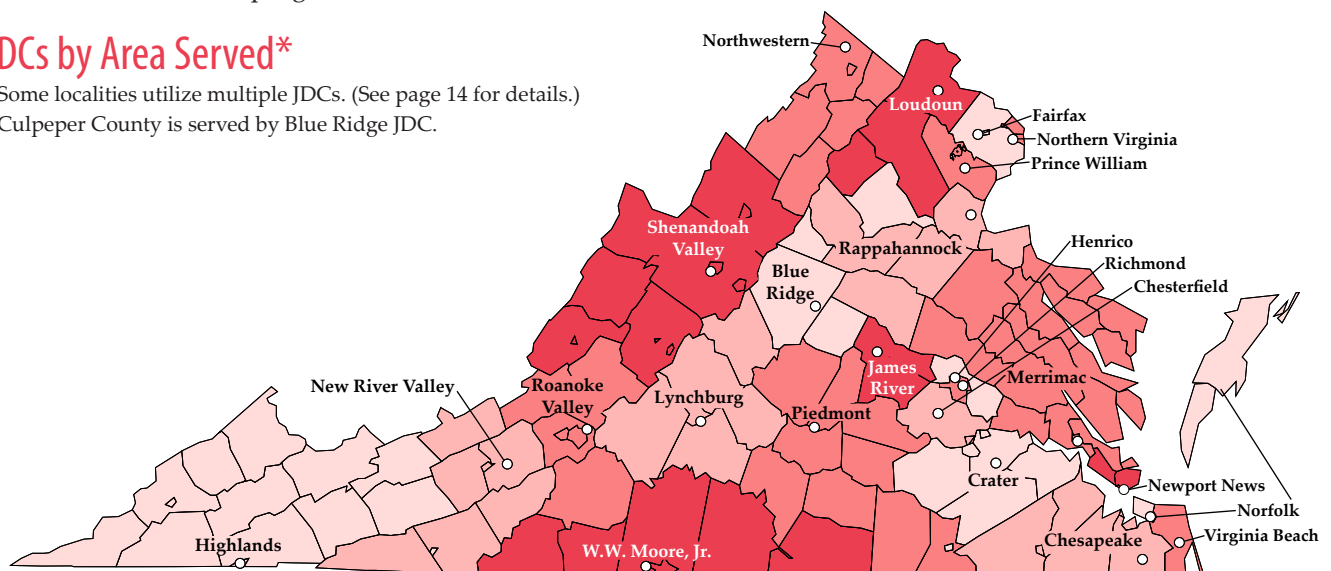 DCs by Area Served*
Some localities utilize multiple JDCs. (See page 14 for details.)
Culpeper County is served by Blue Ridge JDC.
Northwestern
Loudoun
Fairfax
Northern Virginia
Prince William
Shenandoah
Valley
Rappahannock
Henrico
Richmond
Chesterfield
Blue
Ridge
James
River
Merrimac
New River Valley
Roanoke
Valley
Lynchburg
Piedmont
Crater
Newport News
Norfolk
Virginia Beach
Chesapeake
Highlands
W.W. Moore, Jr.